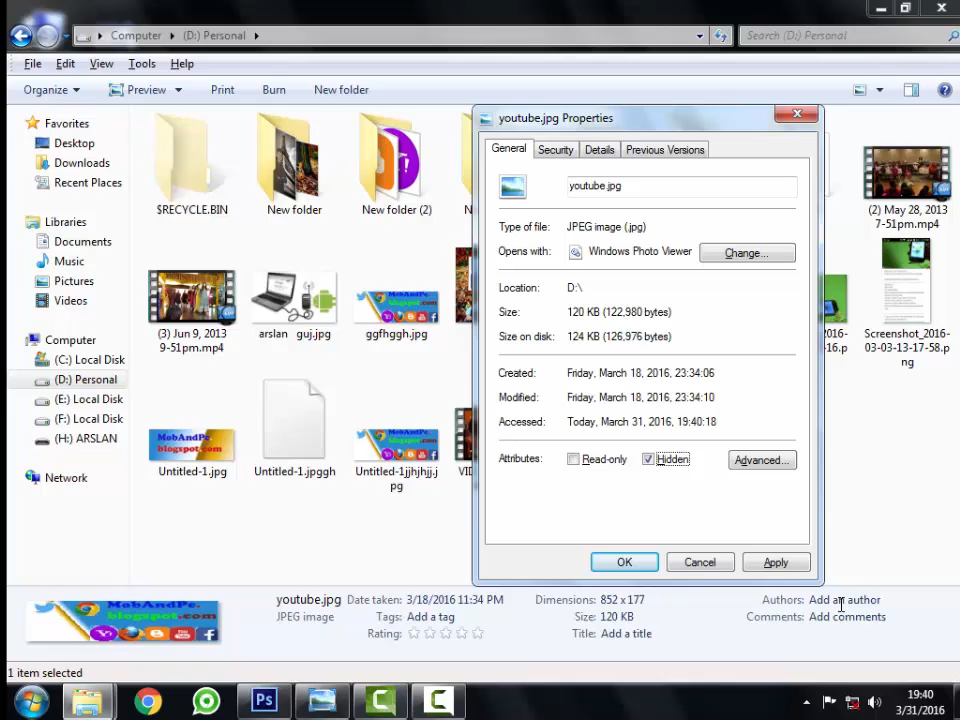 Computer
(D:) Personal
Search (D:) Personal
File Edit View Tools Help
Organize Preview Print Burn New folder
Favorites
Desktop
Downloads
Recent Places
Libraries
Documents
Music
Pictures
Videos
Computer
(C:) Local Disk
(D:) Personal
(E:) Local Disk
(F:) Local Disk
(H:) ARSLAN
Network
$RECYCLE.BIN
New folder
New folder (2)
(2) May 28, 2013
7-51pm.mp4
(3) Jun 9, 2013
9-51pm.mp4
arslan guj.jpg
ggfhggh.jpg
Screenshot_2016-
03-03-13-17-58.p
ng
MobAndPc.
blogspot.com
Untitled-1.jpg
Untitled-1.jpggh
Untitled-1jjhjhjj.j
pg
youtube.jpg Properties
General Security Details Previous Versions
youtube.jpg
Type of file: JPEG image (.jpg)
Opens with: Windows Photo Viewer Change...
Location: D:\
Size: 120 KB (122,980 bytes)
Size on disk: 124 KB (126,976 bytes)
Created: Friday, March 18, 2016, 23:34:06
Modified: Friday, March 18, 2016, 23:34:10
Accessed: Today, March 31, 2016, 19:40:18
Attributes: Read-only Hidden Advanced...
OK Cancel Apply
MobAndPc.
blogspot.com
youtube.jpg Date taken: 3/18/2016 11:34 PM Dimensions: 852 x 177 Authors: Add an author
JPEG image Tags: Add a tag Size: 120 KB Comments: Add comments
Rating: Title: Add a title
1 item selected
Ps
19:40
3/31/2016